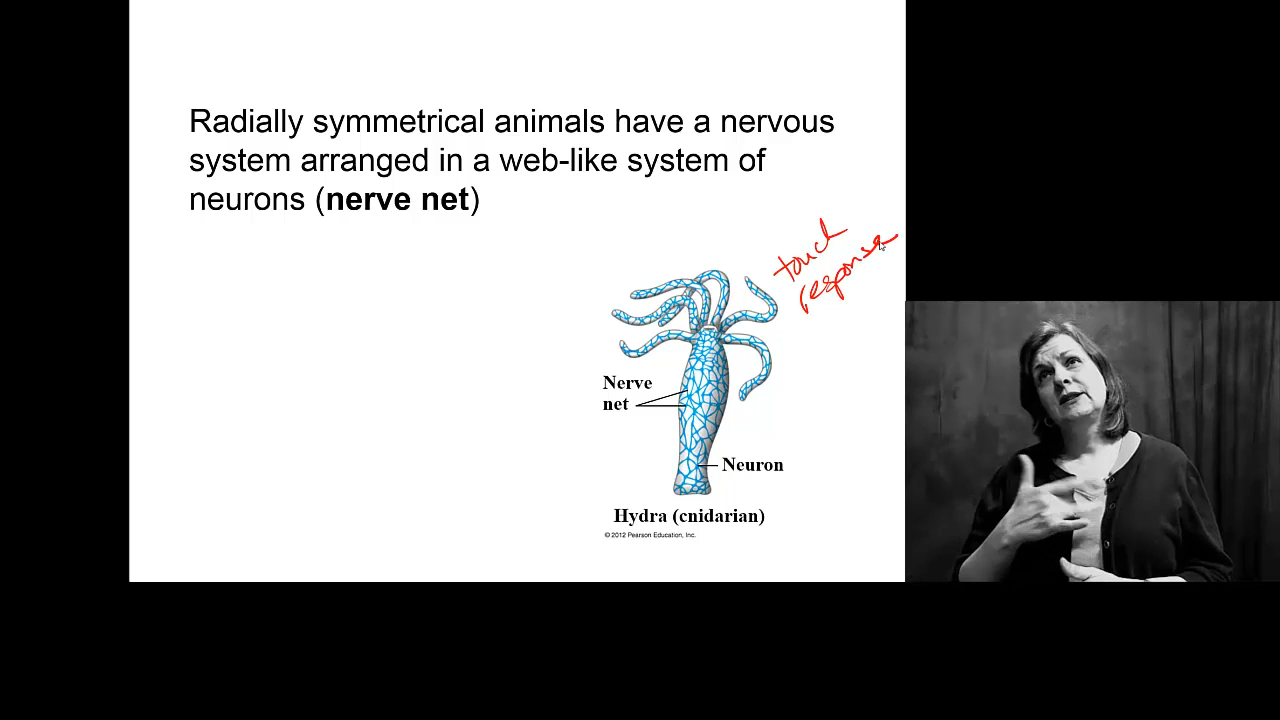 Radially symmetrical animals have a nervous
system arranged in a web-like system of
neurons (nerve net)
touch
response
Nerve
net
Neuron
Hydra (cnidarian)
© 2012 Pearson Education, Inc.